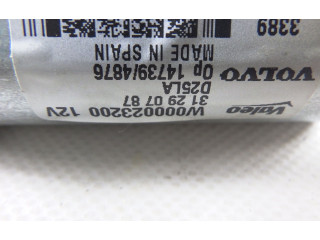 Valeo W000023200 12V
31 29 07 87
D25LA
VOLVO Op 14739/4876
MADE IN SPAIN
3389